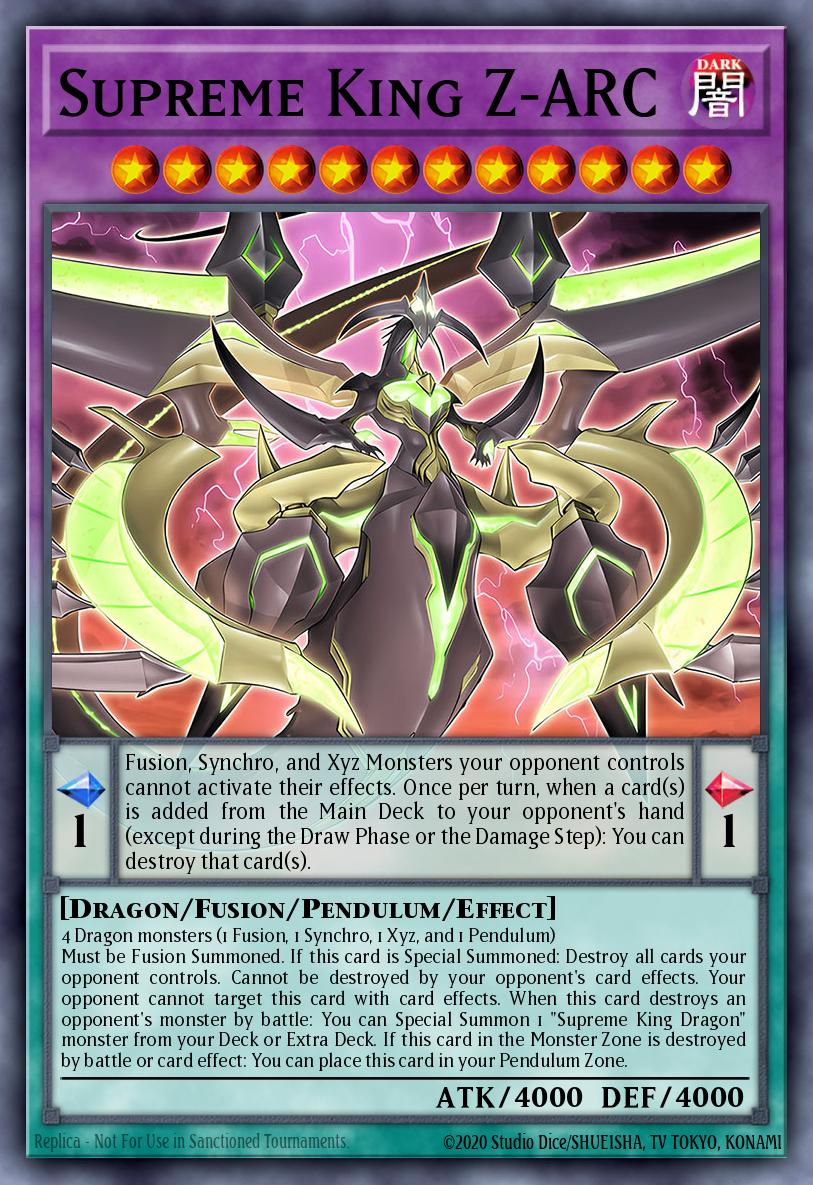 Supreme King Z-ARC
DARK
闇
Fusion, Synchro, and Xyz Monsters your opponent controls
cannot activate their effects. Once per turn, when a card(s)
is added from the Main Deck to your opponent's hand
(except during the Draw Phase or the Damage Step): You can
destroy that card(s).
1
1
[Dragon/Fusion/Pendulum/Effect]
4 Dragon monsters (1 Fusion, 1 Synchro, 1 Xyz, and 1 Pendulum)
Must be Fusion Summoned. If this card is Special Summoned: Destroy all cards your
opponent controls. Cannot be destroyed by your opponent's card effects. Your
opponent cannot target this card with card effects. When this card destroys an
opponent's monster by battle: You can Special Summon 1 "Supreme King Dragon"
monster from your Deck or Extra Deck. If this card in the Monster Zone is destroyed
by battle or card effect: You can place this card in your Pendulum Zone.
ATK/4000 DEF/4000
Replica - Not For Use in Sanctioned Tournaments.
©2020 Studio Dice/SHUEISHA, TV TOKYO, KONAMI